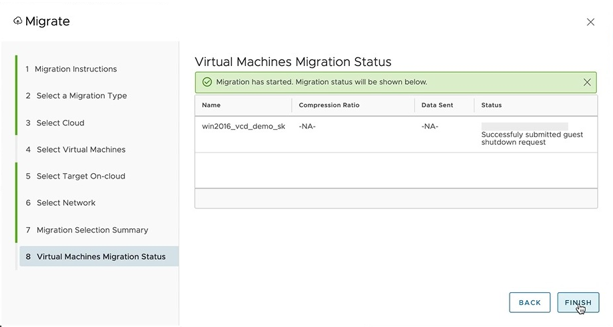 Migrate
1 Migration Instructions
2 Select a Migration Type
3 Select Cloud
4 Select Virtual Machines
5 Select Target On-cloud
6 Select Network
7 Migration Selection Summary
8 Virtual Machines Migration Status
Virtual Machines Migration Status
Migration has started. Migration status will be shown below.
Name Compression Ratio Data Sent Status
win2016_vcd_demo_sk -NA- -NA-
Successfuly submitted guest
shutdown request
BACK FINISH